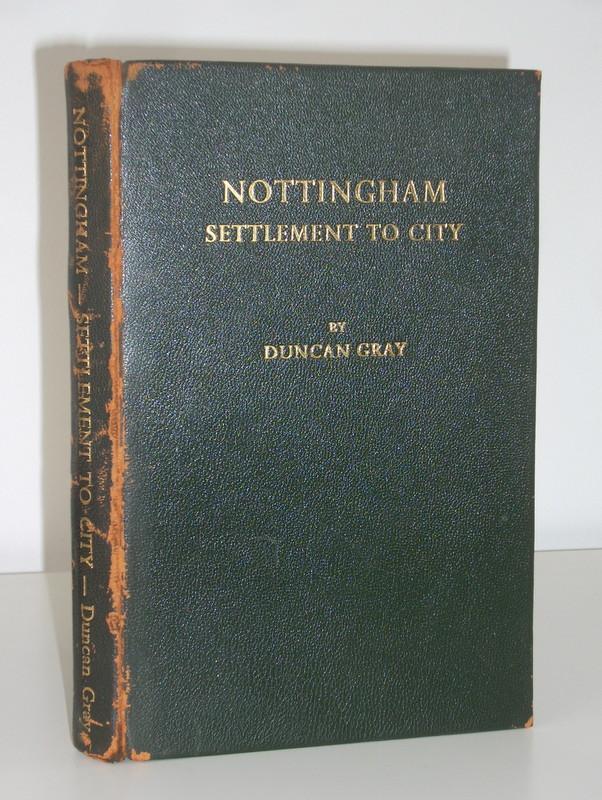 NOTTINGHAM
SETTLEMENT TO CITY
BY
DUNCAN GRAY
NOTTINGHAM — SETTLEMENT TO CITY — Duncan Gray